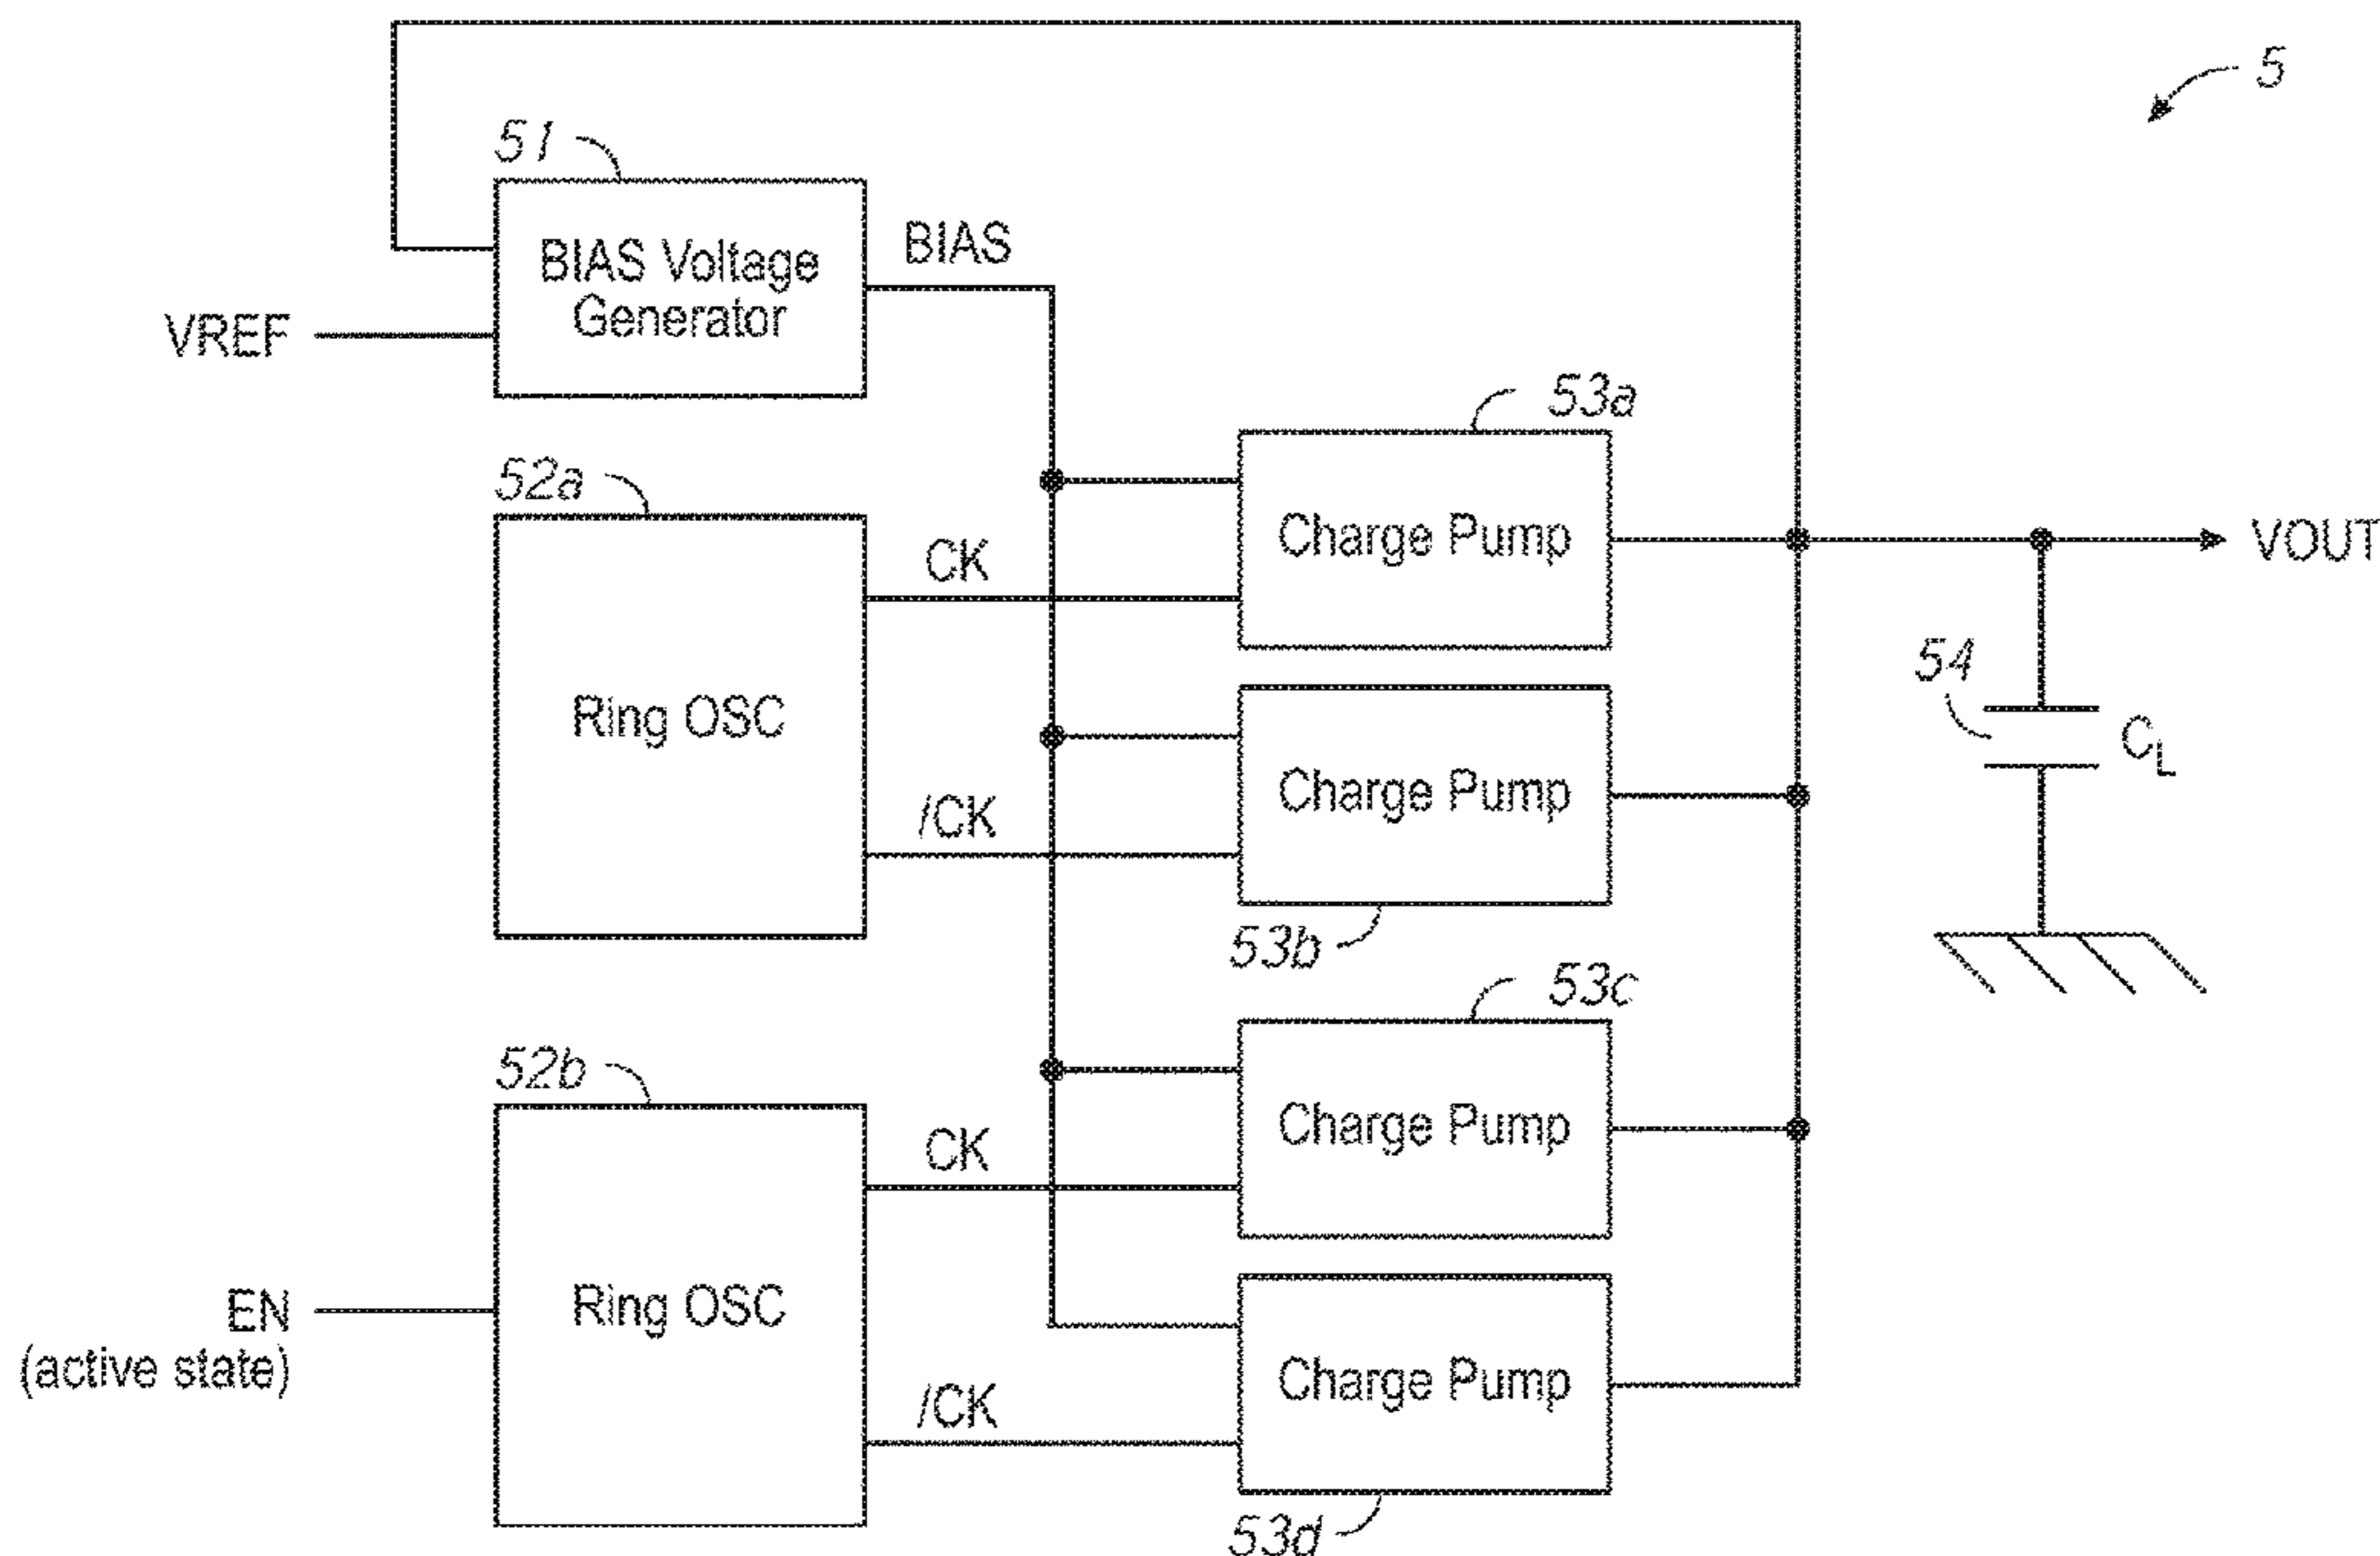 5
51
BIAS Voltage
Generator
BIAS
VREF
53a
52a
Charge Pump
CK
VOUT
54
Ring OSC
CL
Charge Pump
/CK
53b
53c
52b
Charge Pump
CK
Ring OSC
EN
(active state)
Charge Pump
/CK
53d